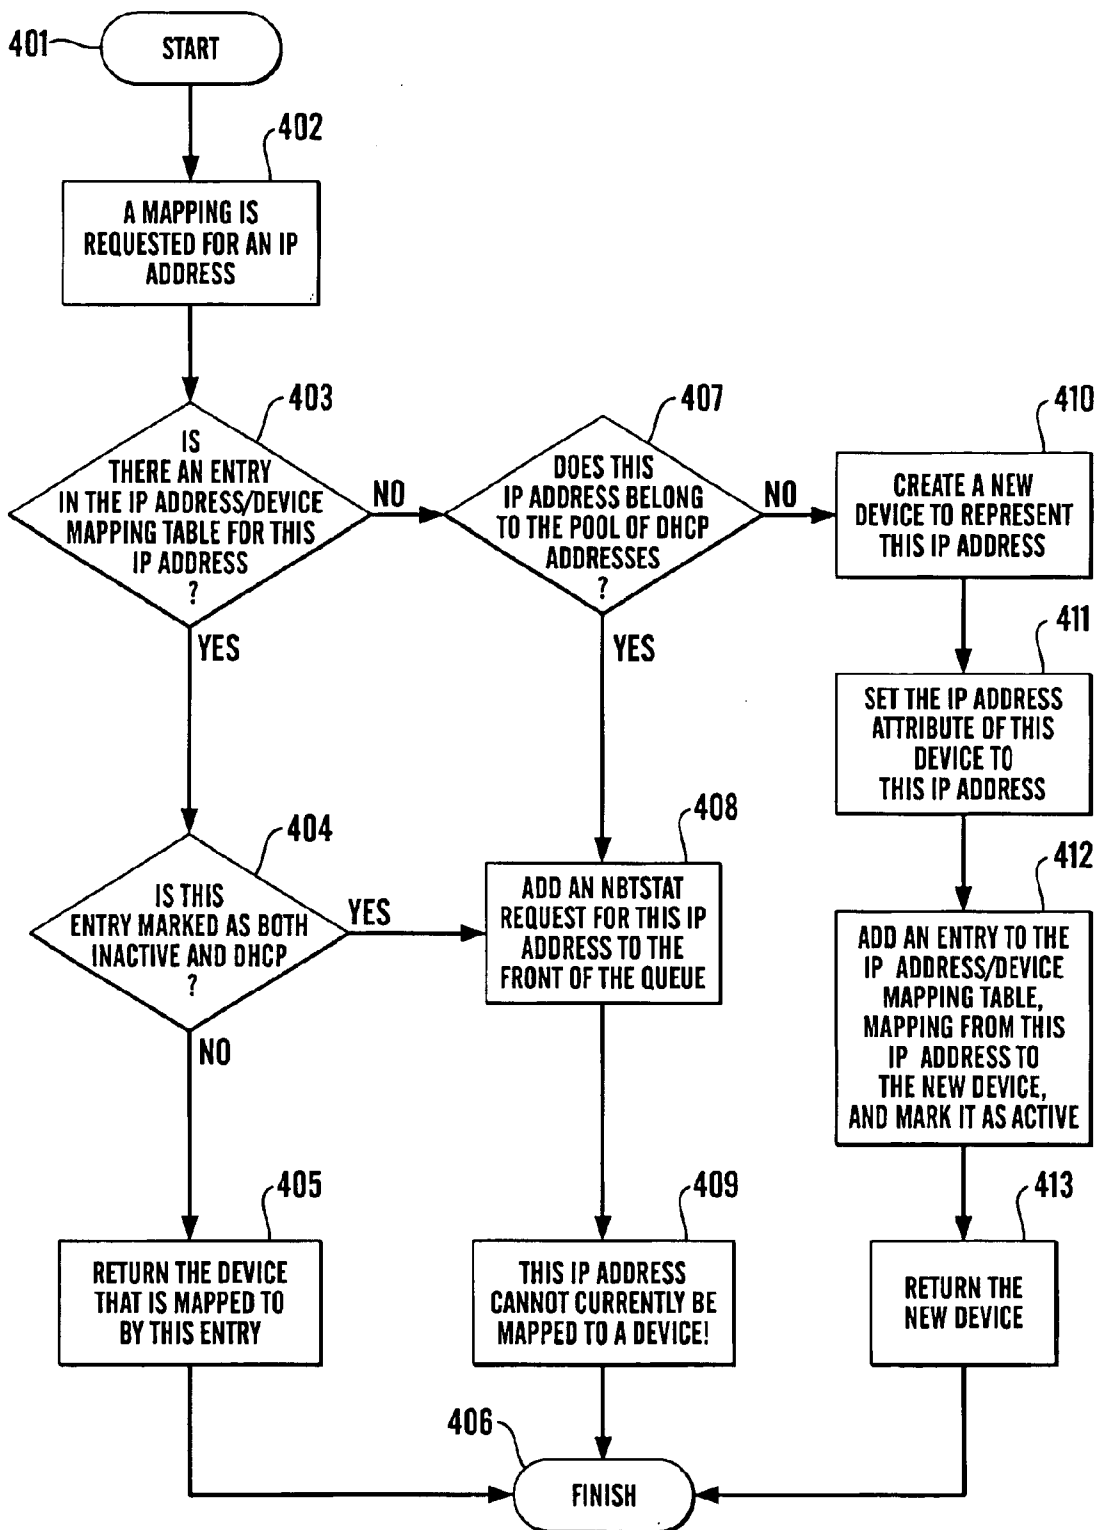 401
START
402
A MAPPING IS
REQUESTED FOR AN IP
ADDRESS
403
IS
THERE AN ENTRY
IN THE IP ADDRESS/DEVICE
MAPPING TABLE FOR THIS
IP ADDRESS
?
NO
YES
407
DOES THIS
IP ADDRESS BELONG
TO THE POOL OF DHCP
ADDRESSES
?
NO
YES
410
CREATE A NEW
DEVICE TO REPRESENT
THIS IP ADDRESS
411
SET THE IP ADDRESS
ATTRIBUTE OF THIS
DEVICE TO
THIS IP ADDRESS
404
IS THIS
ENTRY MARKED AS BOTH
INACTIVE AND DHCP
?
YES
NO
408
ADD AN NBTSTAT
REQUEST FOR THIS IP
ADDRESS TO THE
FRONT OF THE QUEUE
412
ADD AN ENTRY TO THE
IP ADDRESS/DEVICE
MAPPING TABLE,
MAPPING FROM THIS
IP ADDRESS TO
THE NEW DEVICE,
AND MARK IT AS ACTIVE
405
RETURN THE DEVICE
THAT IS MAPPED TO
BY THIS ENTRY
409
THIS IP ADDRESS
CANNOT CURRENTLY BE
MAPPED TO A DEVICE!
413
RETURN THE
NEW DEVICE
406
FINISH